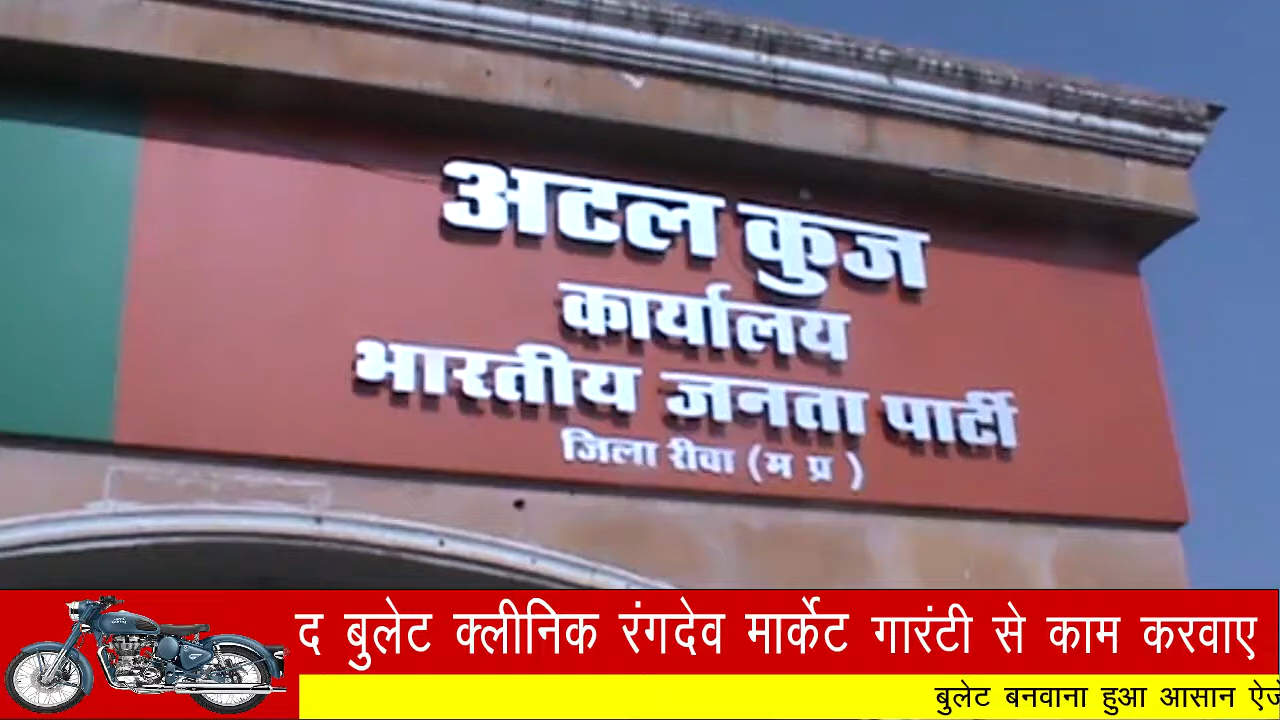 अटल कुज
कार्यालय
भारतीय जनता पार्टी
जिला रीवा (म प्र )
द बुलेट क्लीनिक रंगदेव मार्केट गारंटी से काम करवाए
बुलेट बनवाना हुआ आसान